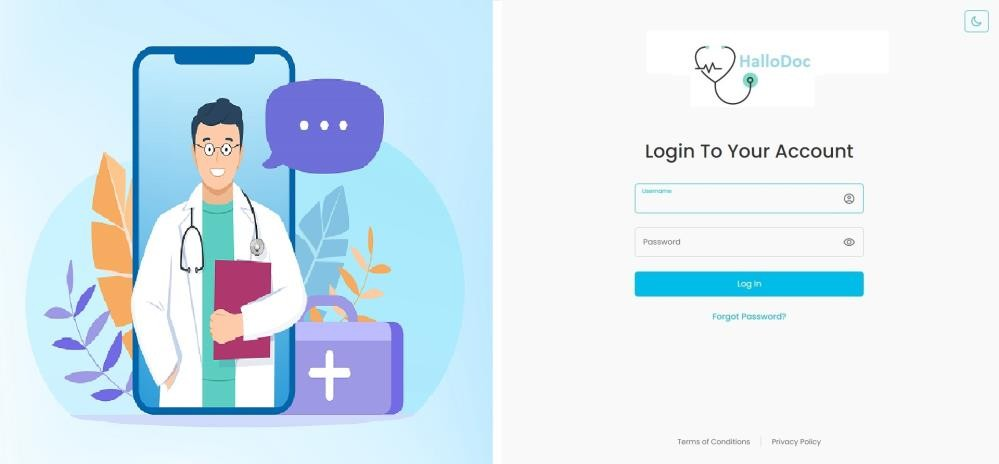 HalloDoc
Login To Your Account
Username
Password
Log In
Forgot Password?
Terms of Conditions
Privacy Policy